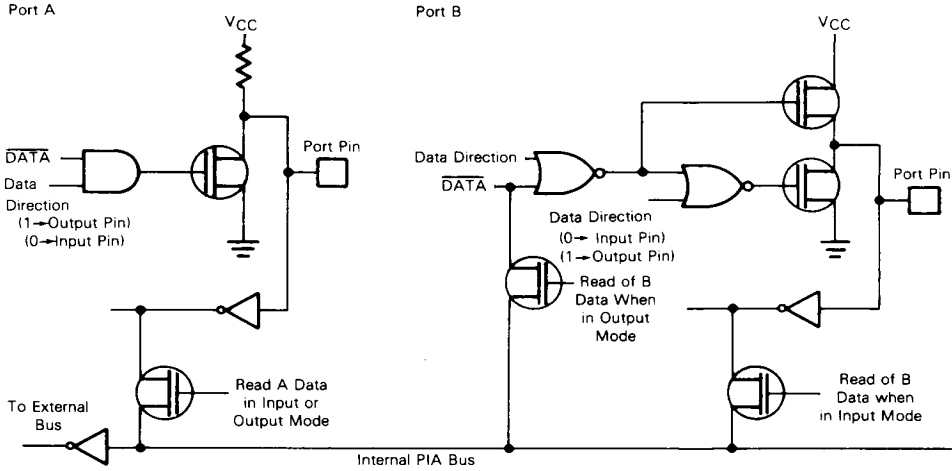 Port A
VCC
DATA
Data
Direction
(1→Output Pin)
(0→Input Pin)
Port Pin
Read A Data
in Input or
Output Mode
To External
Bus
Internal PIA Bus
Port B
VCC
Data Direction
DATA
Data Direction
(0→ Input Pin)
(1→Output Pin)
Port Pin
Read of B
Data When
in Output
Mode
Read of B
Data when
in Input Mode